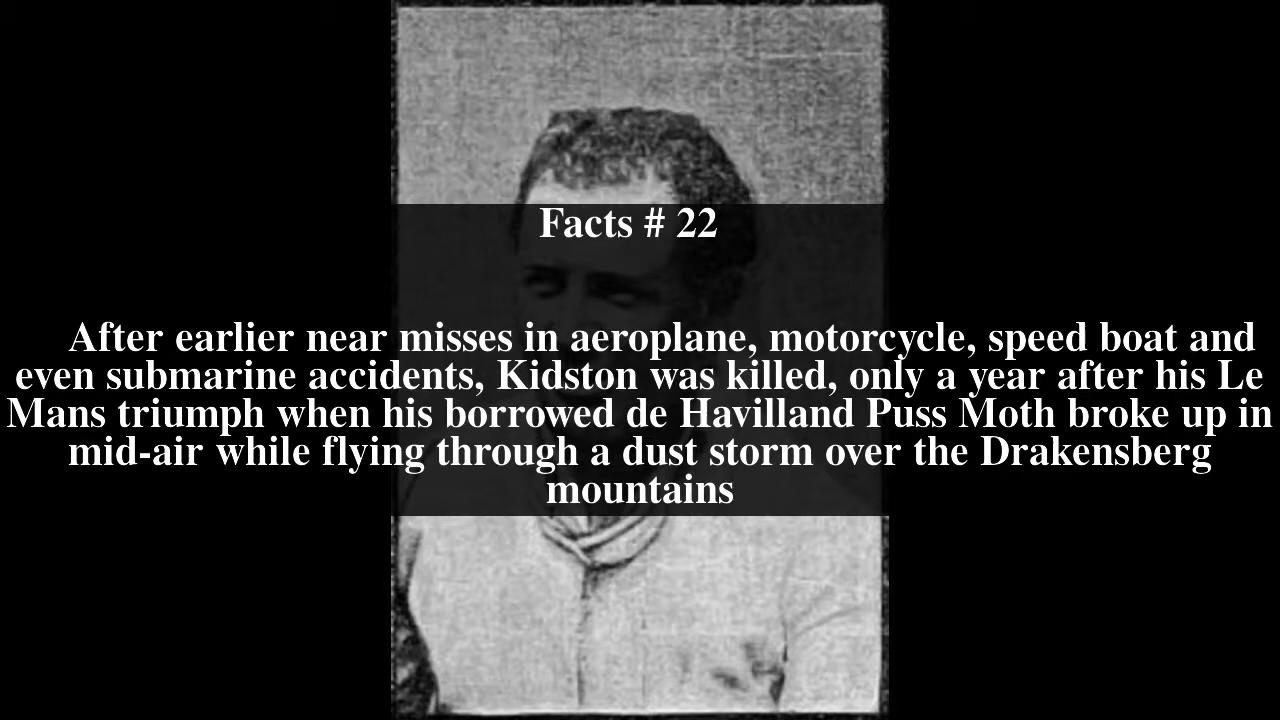 Facts # 22
After earlier near misses in aeroplane, motorcycle, speed boat and
even submarine accidents, Kidston was killed, only a year after his Le
Mans triumph when his borrowed de Havilland Puss Moth broke up in
mid-air while flying through a dust storm over the Drakensberg
mountains